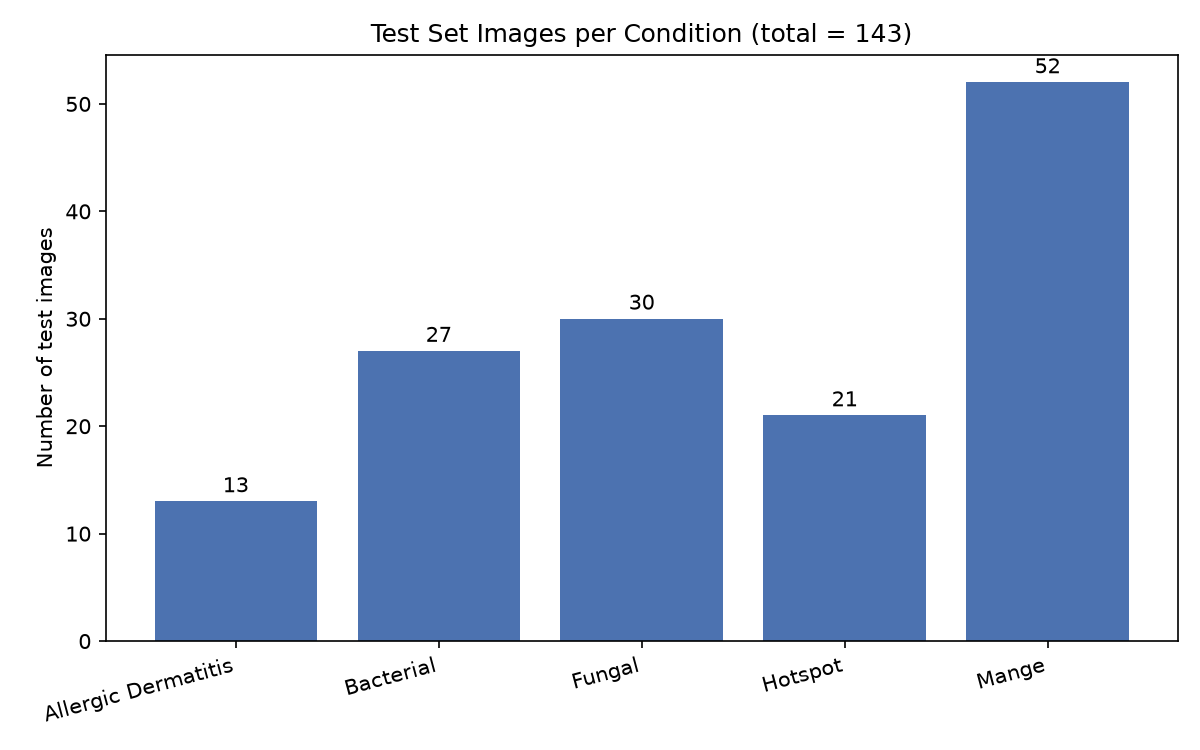 Test Set Images per Condition (total = 143)
Number of test images
50
40
30
20
10
0
13
27
30
21
52
Allergic Dermatitis
Bacterial
Fungal
Hotspot
Mange